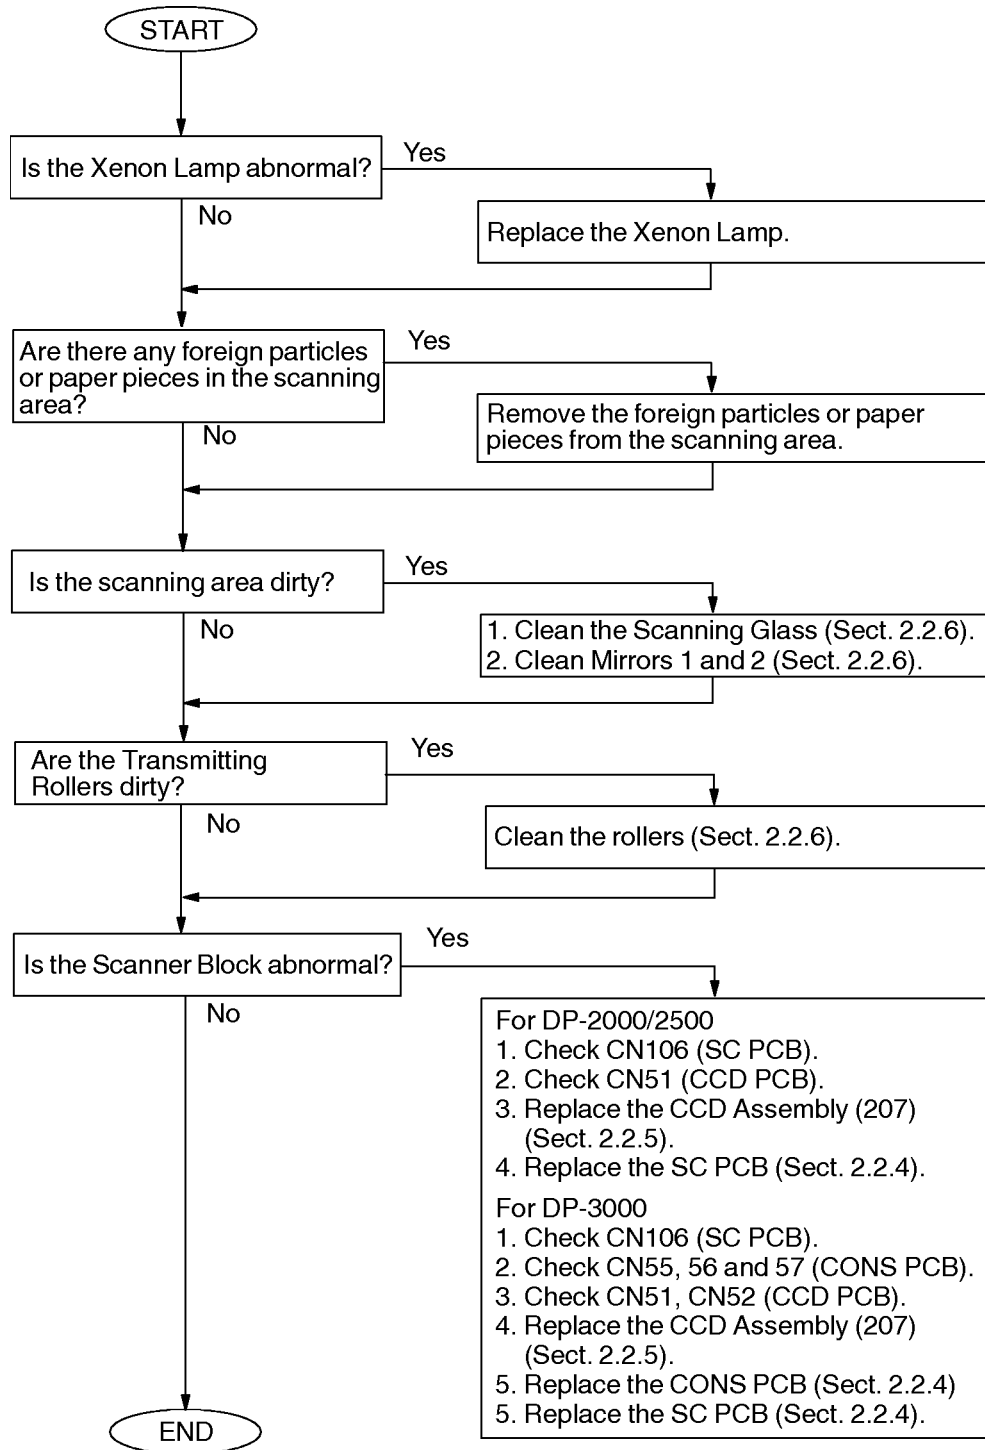 START
Is the Xenon Lamp abnormal?
Yes
No
Replace the Xenon Lamp.
Are there any foreign particles
or paper pieces in the scanning
area?
Yes
No
Remove the foreign particles or paper
pieces from the scanning area.
Is the scanning area dirty?
Yes
No
1. Clean the Scanning Glass (Sect. 2.2.6).
2. Clean Mirrors 1 and 2 (Sect. 2.2.6).
Are the Transmitting
Rollers dirty?
Yes
No
Clean the rollers (Sect. 2.2.6).
Is the Scanner Block abnormal?
Yes
No
For DP-2000/2500
1. Check CN106 (SC PCB).
2. Check CN51 (CCD PCB).
3. Replace the CCD Assembly (207)
(Sect. 2.2.5).
4. Replace the SC PCB (Sect. 2.2.4).
For DP-3000
1. Check CN106 (SC PCB).
2. Check CN55, 56 and 57 (CONS PCB).
3. Check CN51, CN52 (CCD PCB).
4. Replace the CCD Assembly (207)
(Sect. 2.2.5).
5. Replace the CONS PCB (Sect. 2.2.4)
5. Replace the SC PCB (Sect. 2.2.4).
END